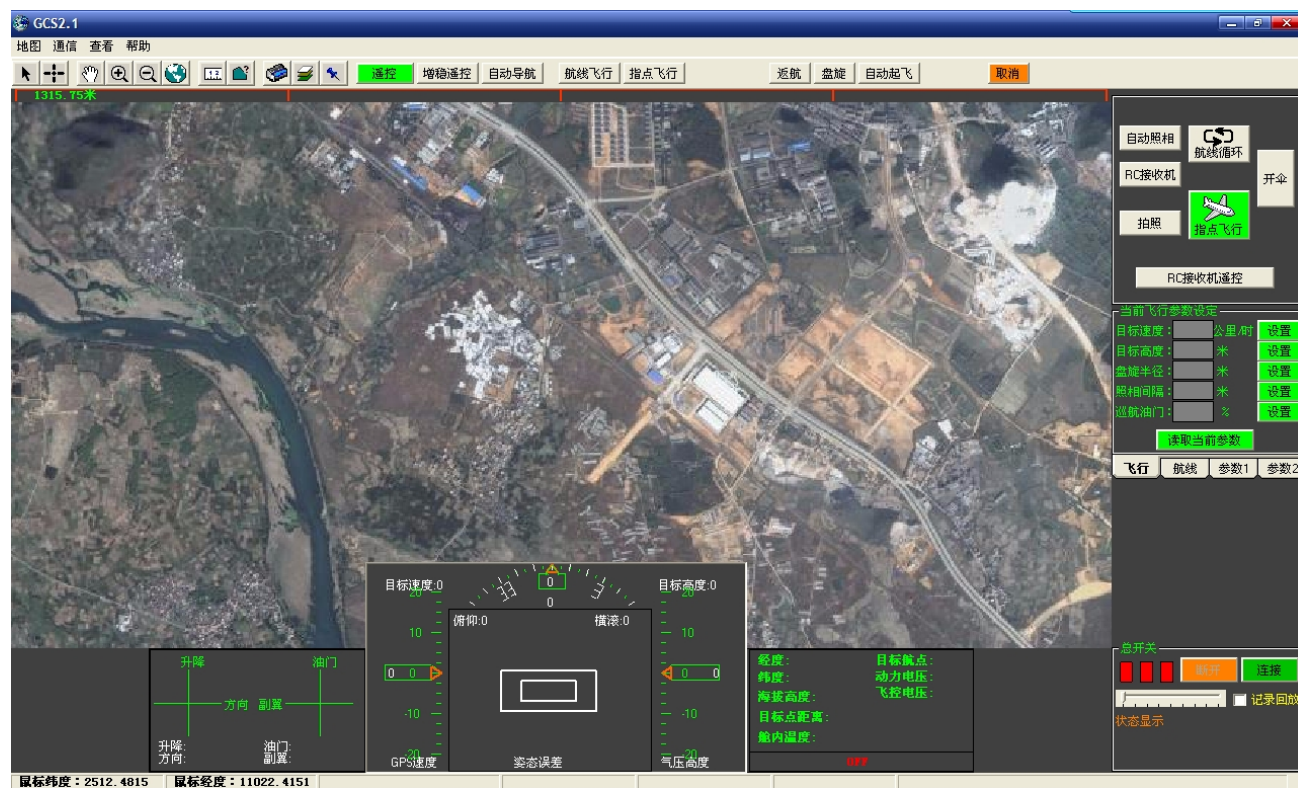 GCS2.1
地图 通信 查看 帮助
遥控 增稳遥控 自动导航 航线飞行 指点飞行 返航 盘旋 自动起飞 取消
1315.75米
自动照相 航线循环
RC接收机 开伞
拍照 指点飞行
RC接收机遥控
当前飞行参数设定
目标速度: 公里/时 设置
目标高度: 米 设置
盘旋半径: 米 设置
照相间隔: 米 设置
巡航油门: % 设置
读取当前参数
飞行 航线 参数1 参数2
目标速度:0 0 目标高度:0
20 0 20
俯仰:0 横滚:0
10 10
0 0 0 0
-10 -10
-20 -20
GPS速度 姿态误差 气压高度
升降 油门
方向 副翼
升降: 油门:
方向: 副翼:
经度: 目标航点:
纬度: 动力电压:
海拔高度: 飞控电压:
目标点距离:
舱内温度:
OFF
总开关
断开 连接
记录回放
状态显示
鼠标纬度:2512.4815 鼠标经度:11022.4151